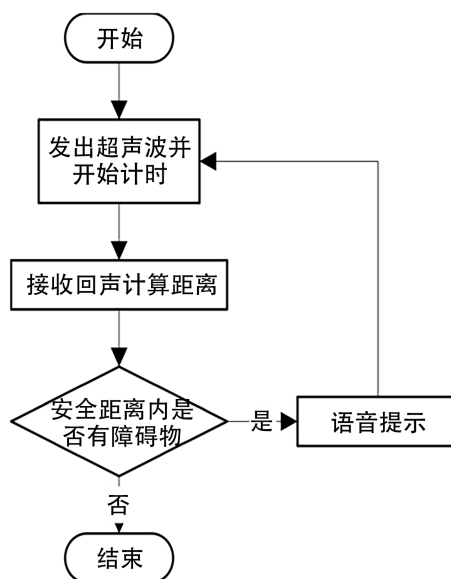 开始
发出超声波并
开始计时
接收回声计算距离
安全距离内是
否有障碍物
是
语音提示
否
结束